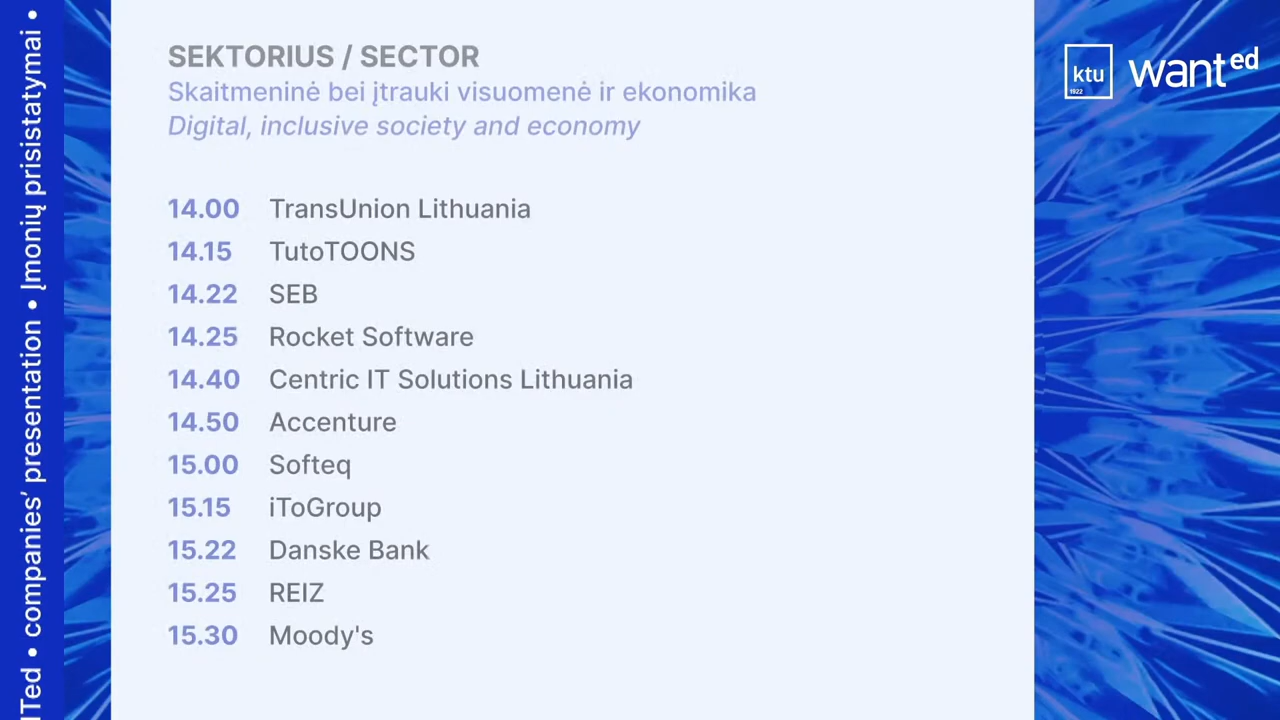 SEKTORIUS / SECTOR
Skaitmeninė bei įtrauki visuomenė ir ekonomika
Digital, inclusive society and economy
14.00 TransUnion Lithuania
14.15 TutoTOONS
14.22 SEB
14.25 Rocket Software
14.40 Centric IT Solutions Lithuania
14.50 Accenture
15.00 Softeq
15.15 iToGroup
15.22 Danske Bank
15.25 REIZ
15.30 Moody's
ktu
1922
wanted
• companies’ presentation • Įmonių prisistatymai •